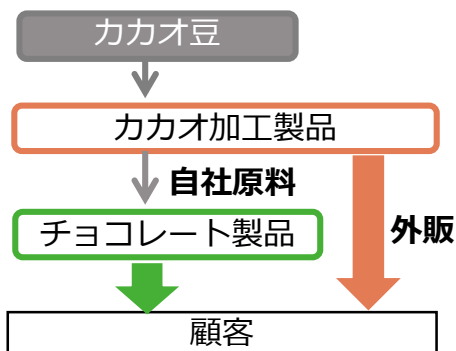 カカオ豆
カカオ加工製品
自社原料
チョコレート製品
外販
顧客